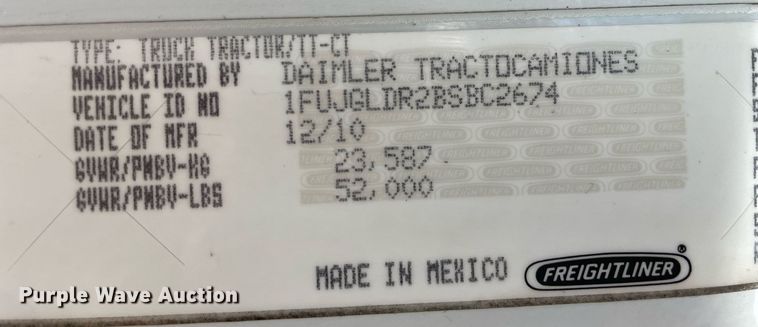 TYPE: TRUCK TRACTOR/TT-CT
MANUFACTURED BY DAIMLER TRACTOCAMIONES
VEHICLE ID NO 1FUJGLDR2BSBC2674
DATE OF MFR 12/10
GVWR/PMBV-KG 23,587
GVWR/PMBV-LBS 52,000
MADE IN MEXICO FREIGHTLINER®
Purple Wave Auction